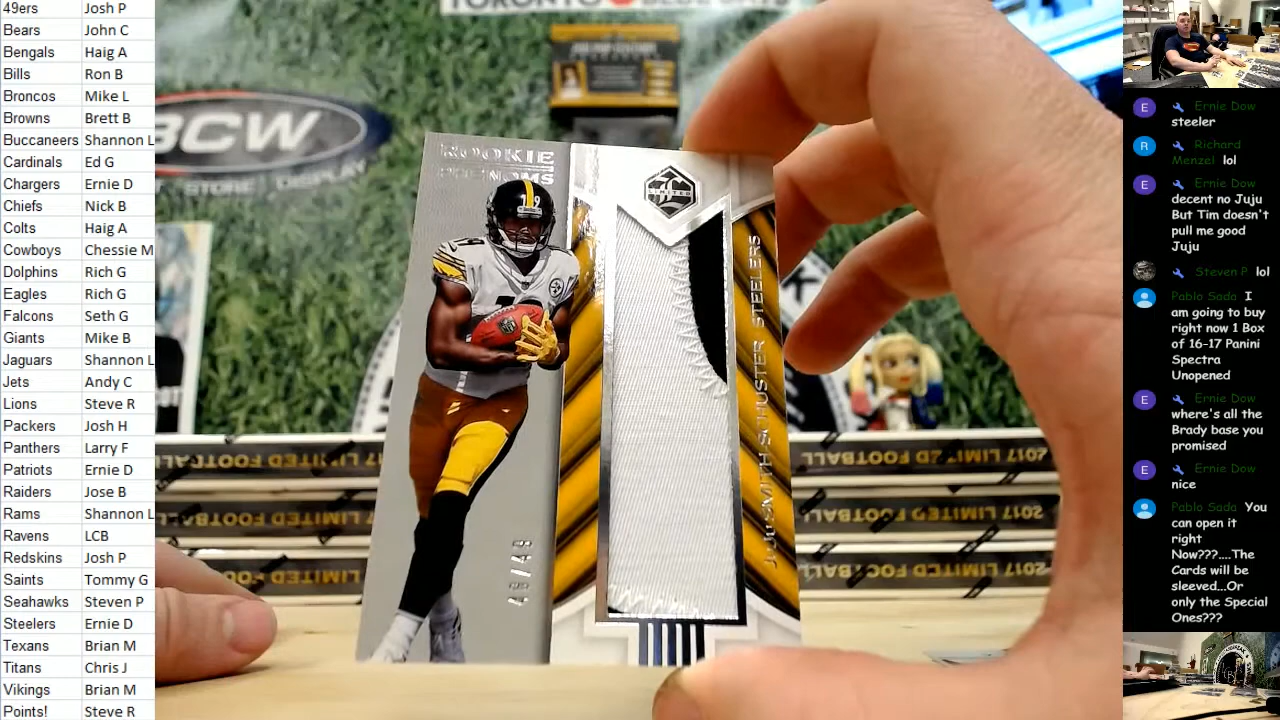 49ers Josh P
Bears John C
Bengals Haig A
Bills Ron B
Broncos Mike L
Browns Brett B
Buccaneers Shannon L
Cardinals Ed G
Chargers Ernie D
Chiefs Nick B
Colts Haig A
Cowboys Chessie M
Dolphins Rich G
Eagles Rich G
Falcons Seth G
Giants Mike B
Jaguars Shannon L
Jets Andy C
Lions Steve R
Packers Josh H
Panthers Larry F
Patriots Ernie D
Raiders Jose B
Rams Shannon L
Ravens LCB
Redskins Josh P
Saints Tommy G
Seahawks Steven P
Steelers Ernie D
Texans Brian M
Titans Chris J
Vikings Brian M
Points! Steve R
TORONTO BLUE JAYS
BCW
STORE DISPLAY
ROOKIE
PHENOMS
LIMITED
19
JUJU SMITH-SCHUSTER STEELERS
2017 LIMITED FOOTBALL
2017 LIMITED FOOTBALL
2017 LIMITED FOOTBALL
E Ernie Dow
steeler
R Richard
Menzel lol
E Ernie Dow
decent no Juju
But Tim doesn't
pull me good
Juju
Steven P lol
Pablo Sada I
am going to buy
right now 1 Box
of 16-17 Panini
Spectra
Unopened
E Ernie Dow
where's all the
Brady base you
promised
E Ernie Dow
nice
Pablo Sada You
can open it
right
Now???....The
Cards will be
sleeved...Or
only the Special
Ones???